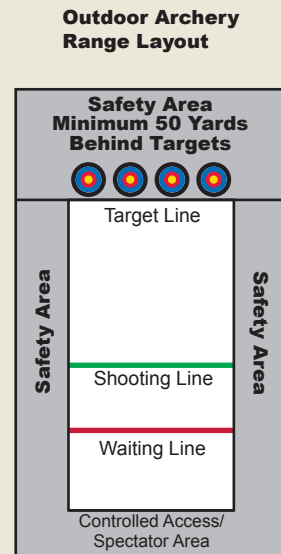 Outdoor Archery
Range Layout
Safety Area
Minimum 50 Yards
Behind Targets
Target Line
Safety Area
Safety Area
Shooting Line
Waiting Line
Controlled Access/
Spectator Area